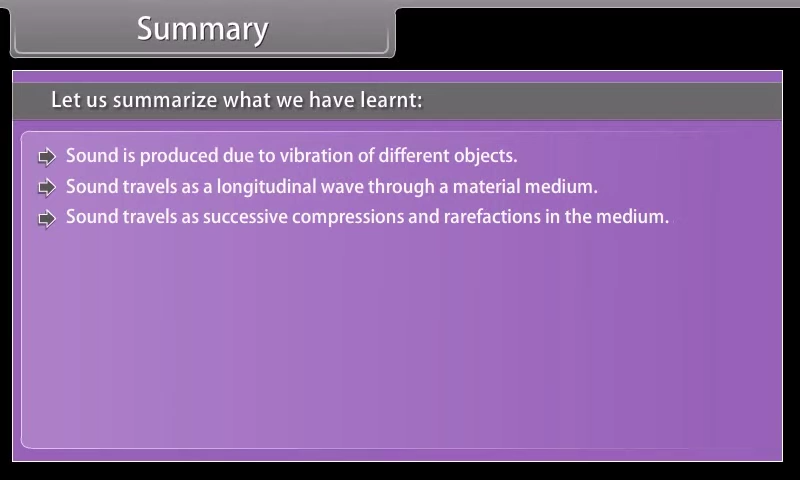 Summary
Let us summarize what we have learnt:
Sound is produced due to vibration of different objects.
Sound travels as a longitudinal wave through a material medium.
Sound travels as successive compressions and rarefactions in the medium.